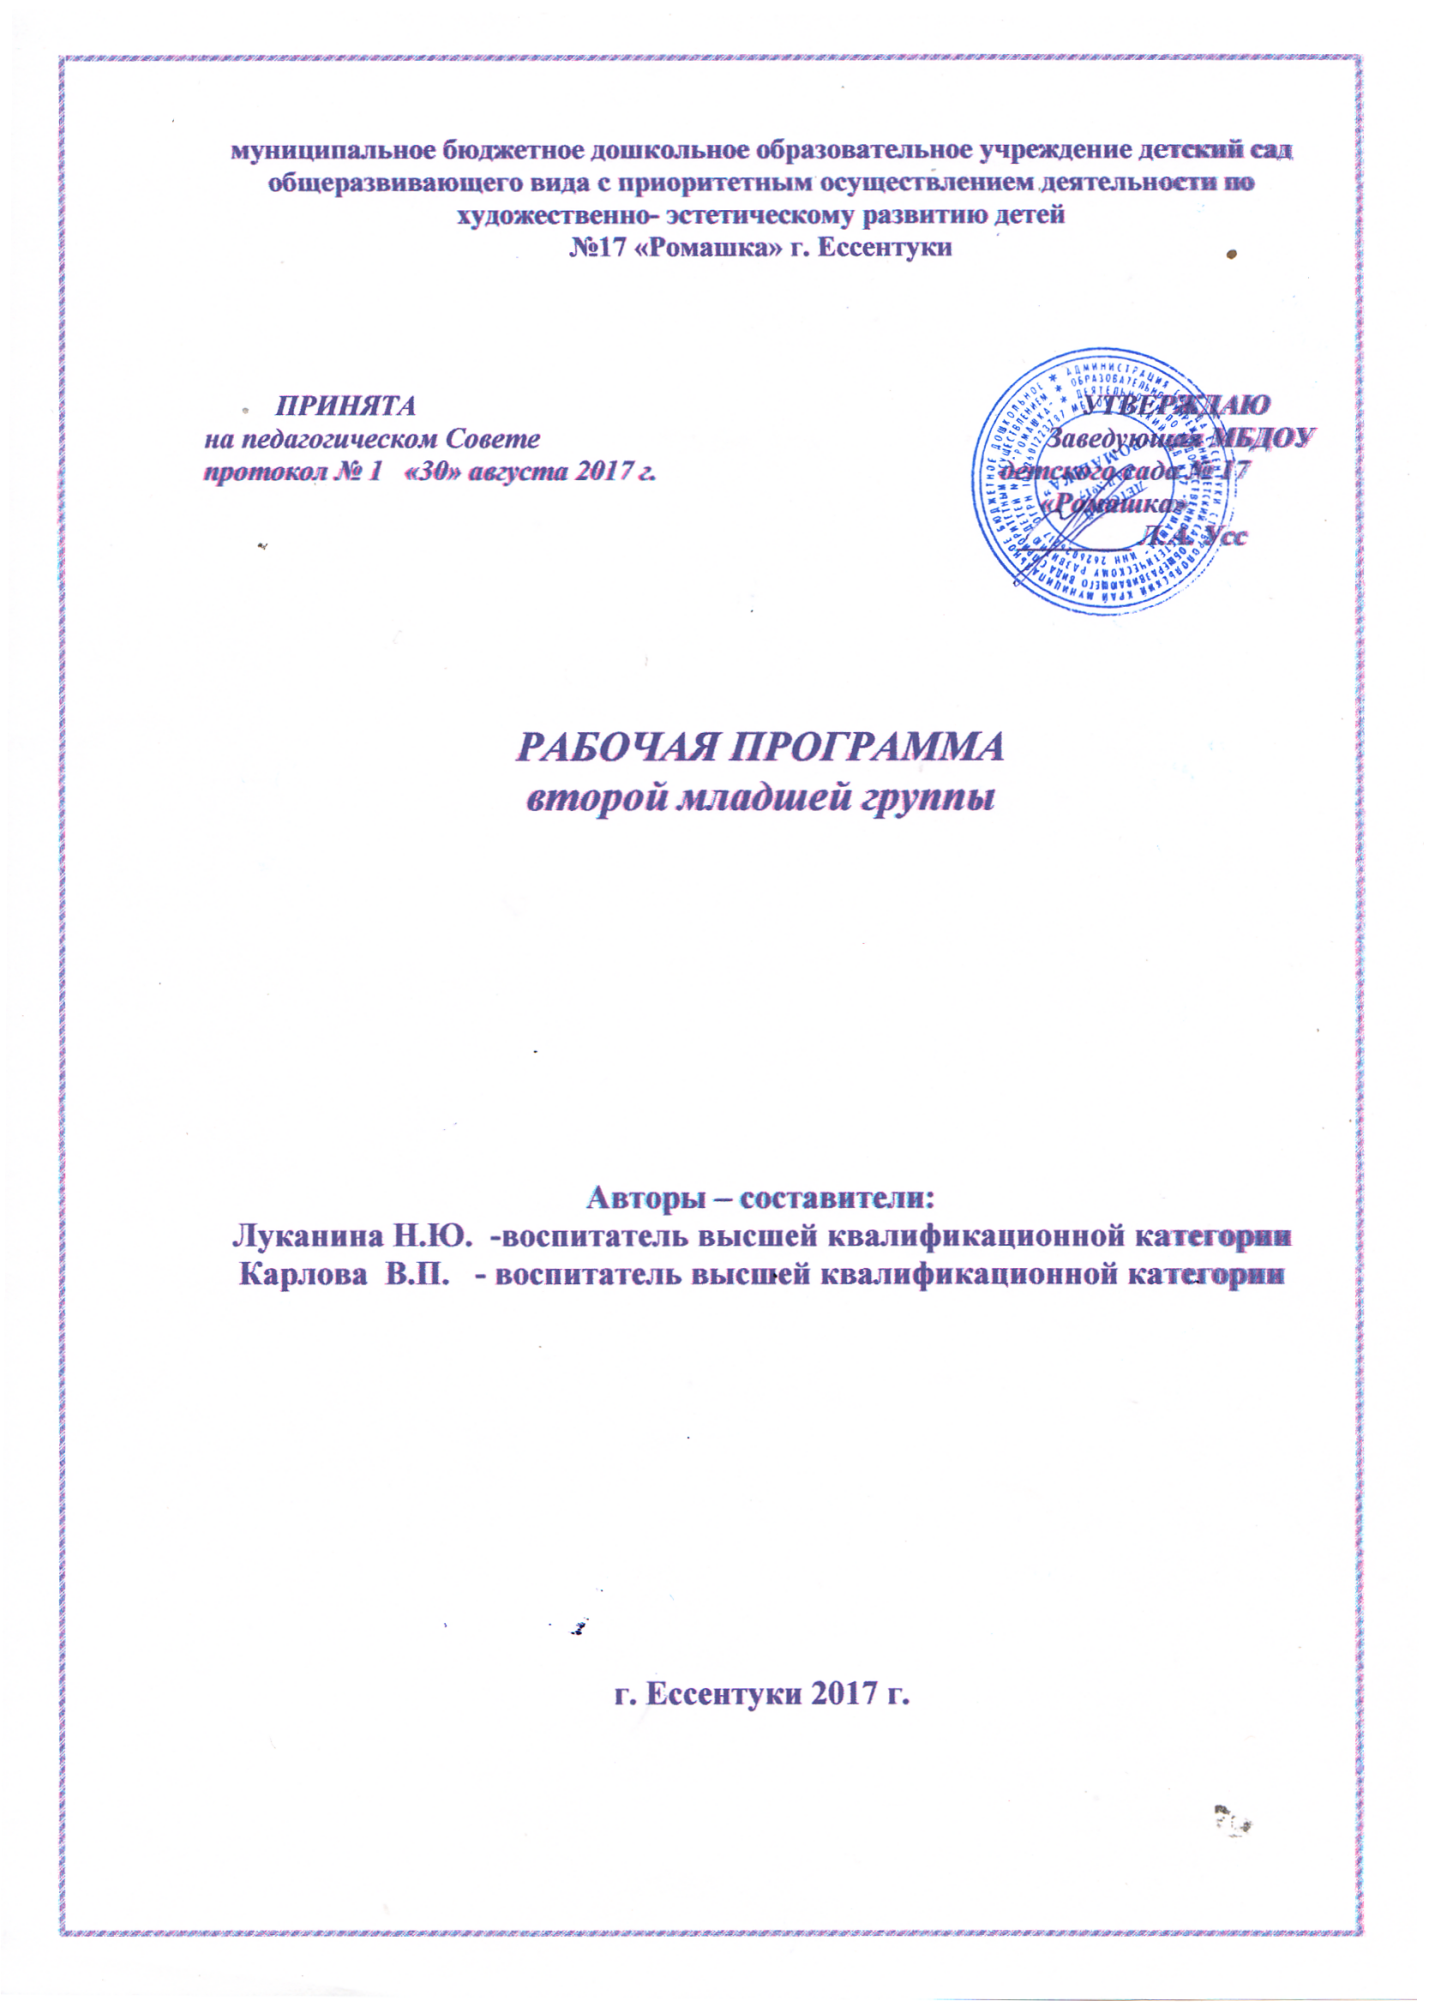 муниципальное бюджетное дошкольное образовательное учреждение детский сад
общеразвивающего вида с приоритетным осуществлением деятельности по
художественно- эстетическому развитию детей
№17 «Ромашка» г. Ессентуки
ПРИНЯТА
на педагогическом Совете
протокол № 1 «30» августа 2017 г.
УТВЕРЖДАЮ
Заведующая МБДОУ
детского сада № 17
«Ромашка»
__________ Л.А. Усс
РАБОЧАЯ ПРОГРАММА
второй младшей группы
Авторы – составители:
Луканина Н.Ю. -воспитатель высшей квалификационной категории
Карлова В.П. - воспитатель высшей квалификационной категории
г. Ессентуки 2017 г.